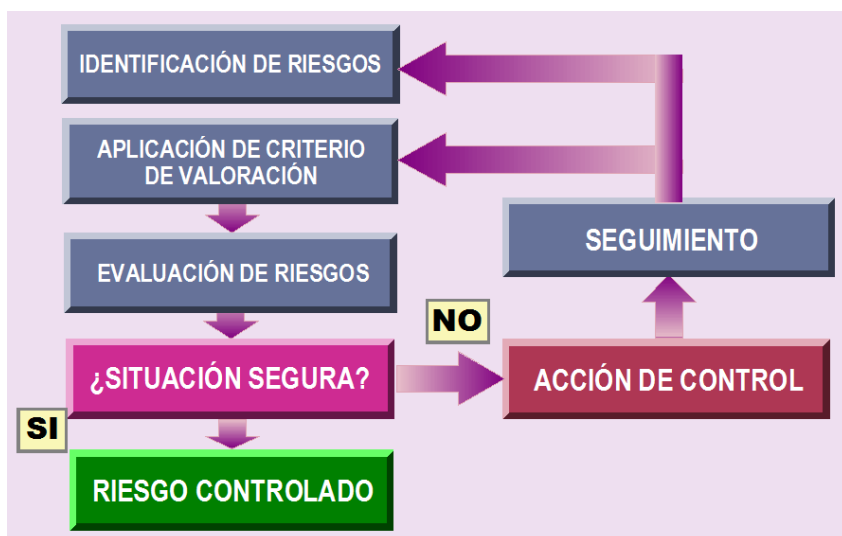 IDENTIFICACIÓN DE RIESGOS
APLICACIÓN DE CRITERIO
DE VALORACIÓN
EVALUACIÓN DE RIESGOS
SEGUIMIENTO
NO
¿SITUACIÓN SEGURA?
ACCIÓN DE CONTROL
SI
RIESGO CONTROLADO